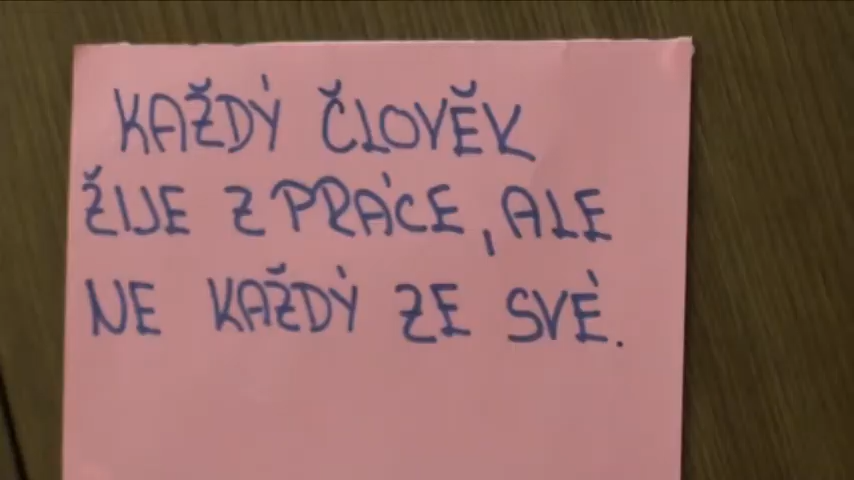 KAŽDÝ ČLOVĚK
ŽIJE Z PRÁCE, ALE
NE KAŽDÝ ZE SVÉ.